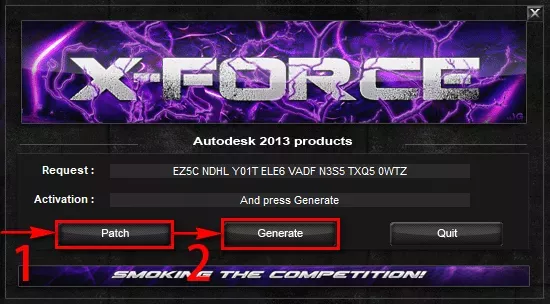 X-FORCE
Autodesk 2013 products
Request : EZ5C NDHL Y01T ELE6 VADF N3S5 TXQ5 0WTZ
Activation : And press Generate
1 Patch 2 Generate Quit
SMOKING THE COMPETITION!